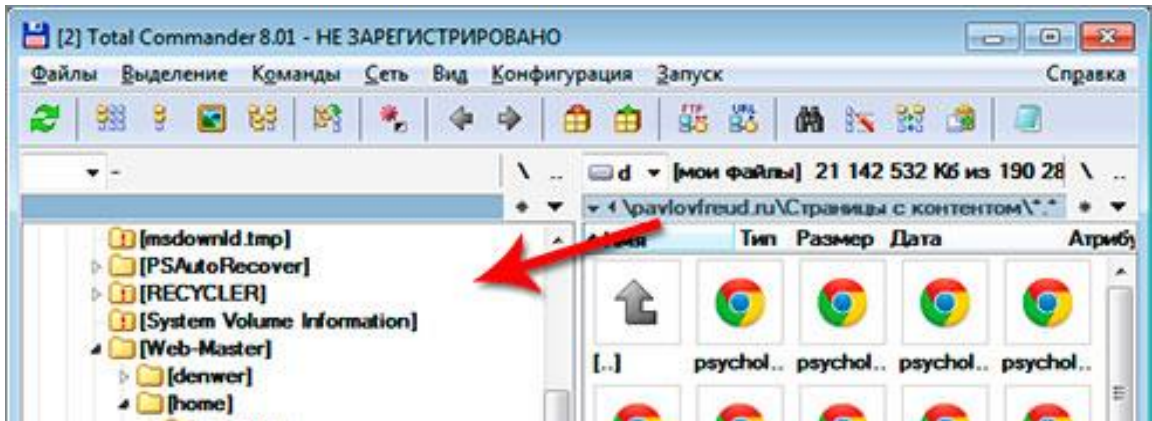 [2] Total Commander 8.01 - НЕ ЗАРЕГИСТРИРОВАНО
Файлы Выделение Команды Сеть Вид Конфигурация Запуск Справка
FTP URL
- \ ..
d [мои файлы] 21 142 532 Кб из 190 28 \ ..
\pavlovfreud.ru\Страницы с контентом\*.* * 
[msdownld.tmp]
[PSAutoRecover]
[RECYCLER]
[System Volume Information]
[Web-Master]
[denwer]
[home]
Тип Размер Дата Атрибу
[..] psychol.. psychol.. psychol.. psychol..